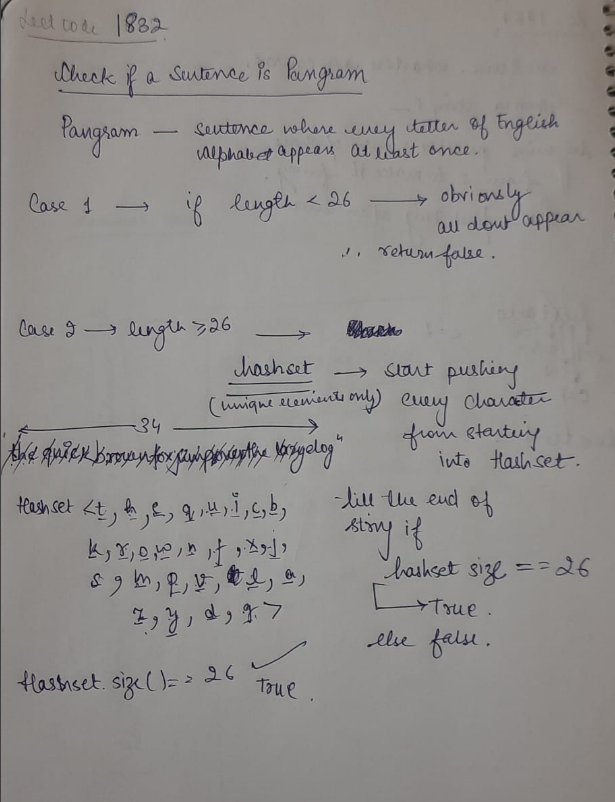 Leetcode 1832
Check if a Sentence is Pangram
Pangram — sentence where every letter of English
alphabet appears at least once.
Case 1 → if length < 26 → obviously
all dont appear
∴ return false.
Case 2 → length ≥ 26 →
hashset → start pushing
(unique elements only) every character
34 from starting
into Hashset.
"the quick brown fox jumps over the lazy dog"
Hashset <t, h, e, q, u, i, c, b, till the end of
k, r, o, w, n, f, x, j, string if
s, m, p, v, l, a, hashset size == 26
z, y, d, g> → True.
else false.
Hashset.size() == 26 ✓ True.